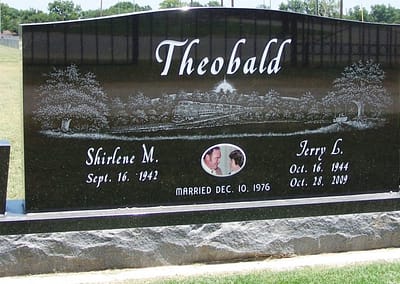 Theobald
Shirlene M.
Sept. 16. 1942
Jerry L.
Oct. 16. 1944
Oct. 28. 2009
MARRIED DEC. 10. 1976